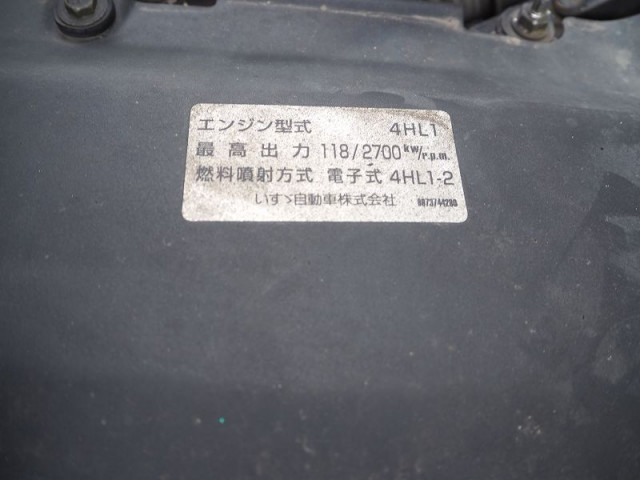 エンジン型式 4HL1
最高出力 118/2700 kw/r.p.m.
燃料噴射方式 電子式 4HL1-2
いすゞ自動車株式会社